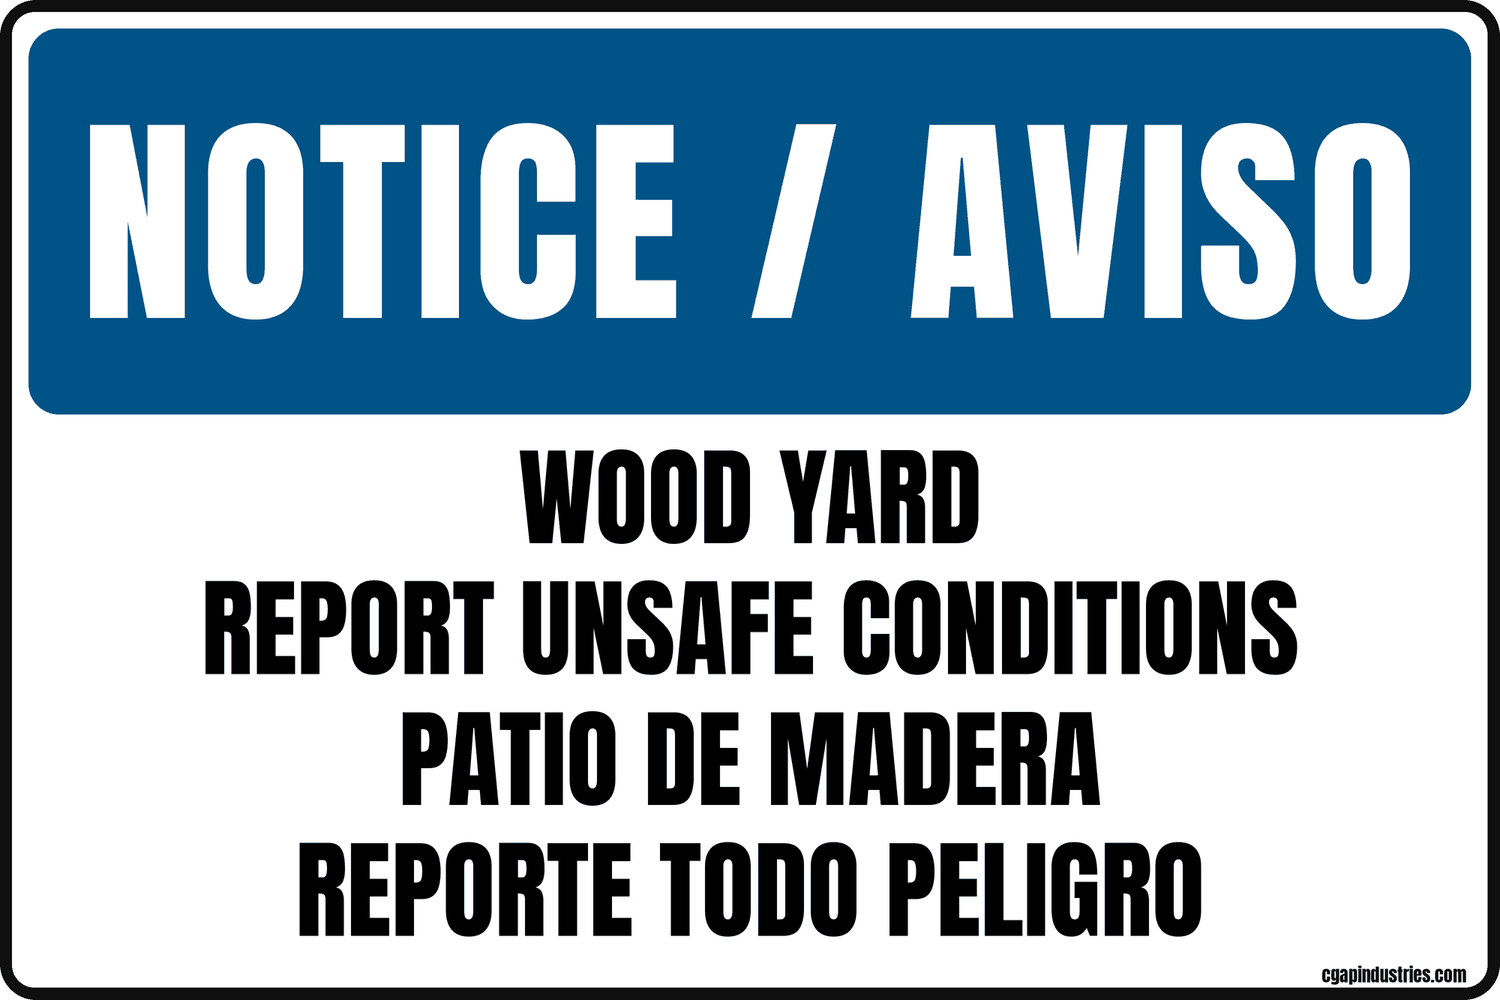 NOTICE / AVISO
WOOD YARD
REPORT UNSAFE CONDITIONS
PATIO DE MADERA
REPORTE TODO PELIGRO
cgapindustries.com